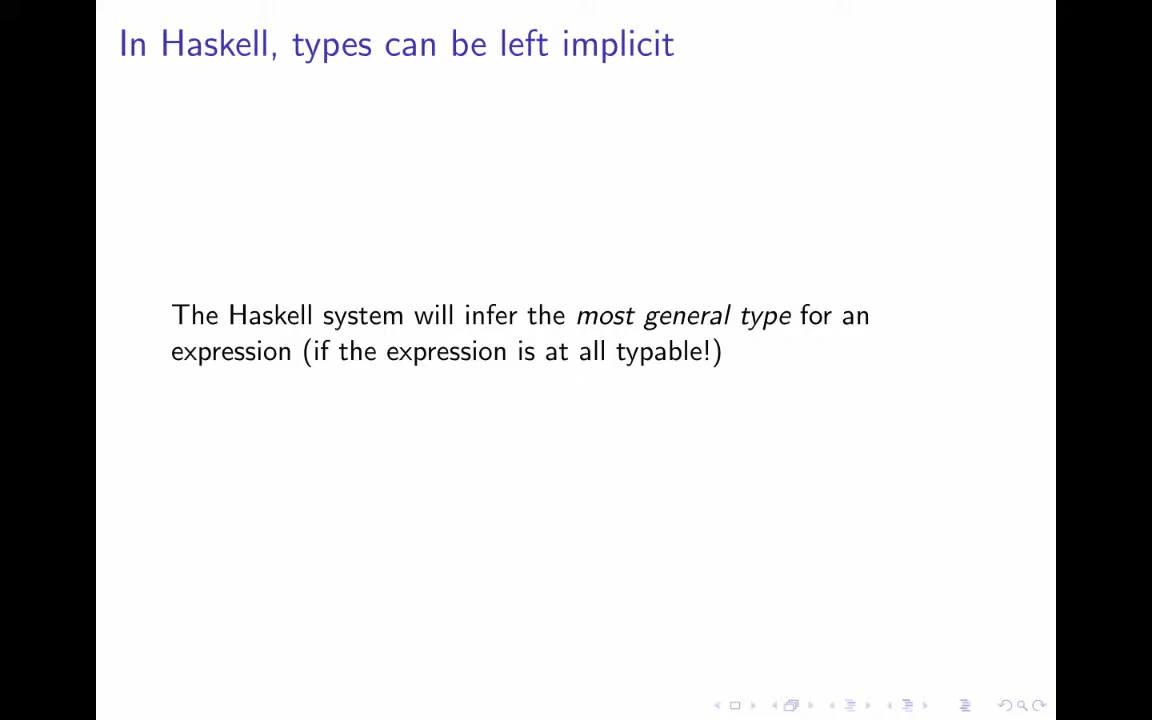 In Haskell, types can be left implicit
The Haskell system will infer the most general type for an
expression (if the expression is at all typable!)